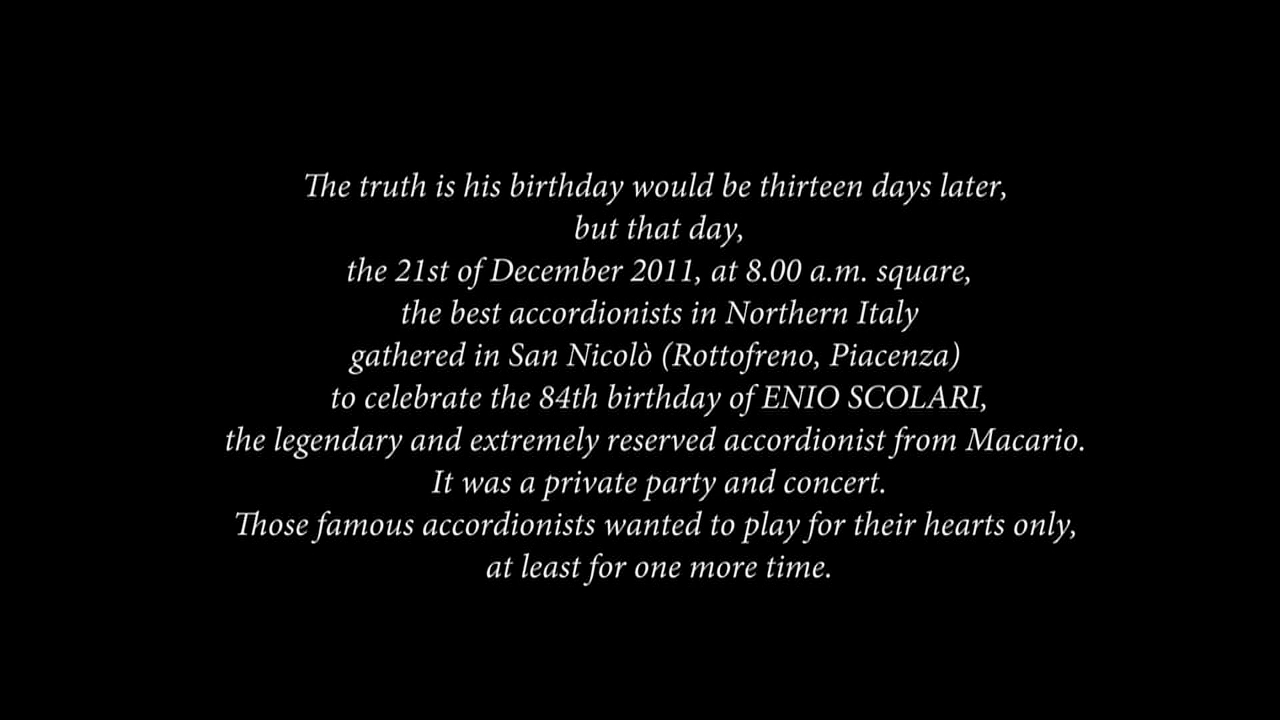 The truth is his birthday would be thirteen days later,
but that day,
the 21st of December 2011, at 8.00 a.m. square,
the best accordionists in Northern Italy
gathered in San Nicolò (Rottofreno, Piacenza)
to celebrate the 84th birthday of ENIO SCOLARI,
the legendary and extremely reserved accordionist from Macario.
It was a private party and concert.
Those famous accordionists wanted to play for their hearts only,
at least for one more time.